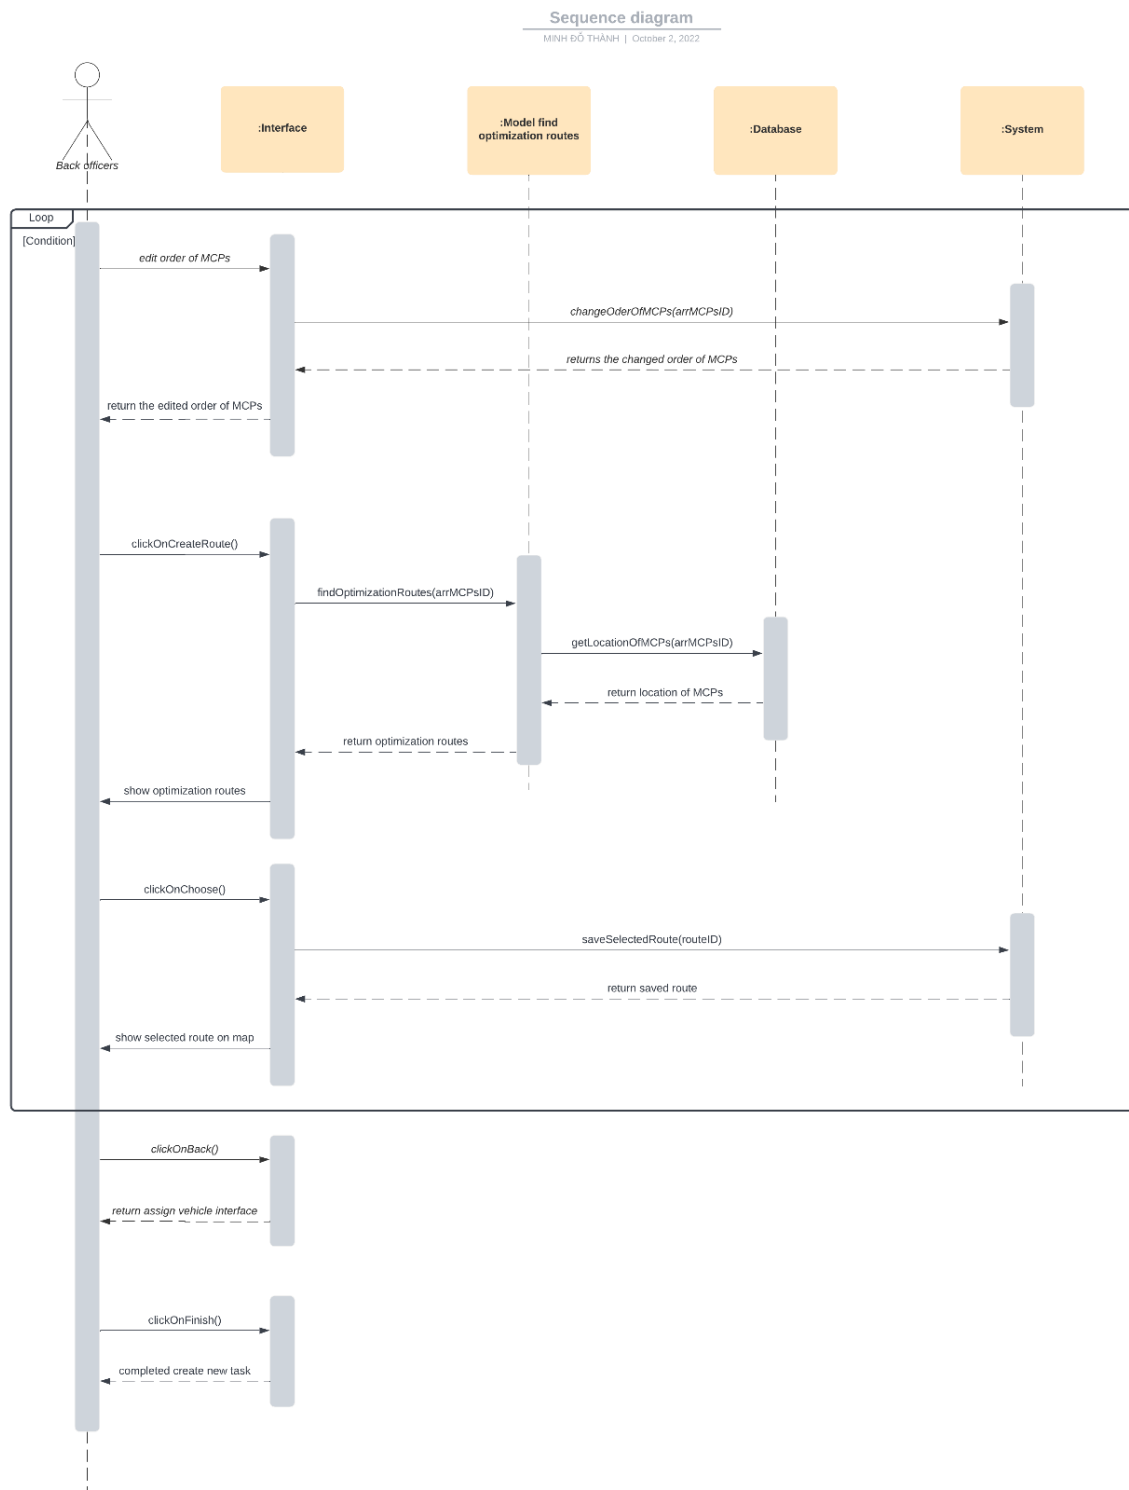 Sequence diagram
MINH ĐỖ THÀNH | October 2, 2022
Back officers
:Interface
:Model find
optimization routes
:Database
:System
Loop
[Condition]
edit order of MCPs
changeOderOfMCPs(arrMCPsID)
returns the changed order of MCPs
return the edited order of MCPs
clickOnCreateRoute()
findOptimizationRoutes(arrMCPsID)
getLocationOfMCPs(arrMCPsID)
return location of MCPs
return optimization routes
show optimization routes
clickOnChoose()
saveSelectedRoute(routeID)
return saved route
show selected route on map
clickOnBack()
return assign vehicle interface
clickOnFinish()
completed create new task